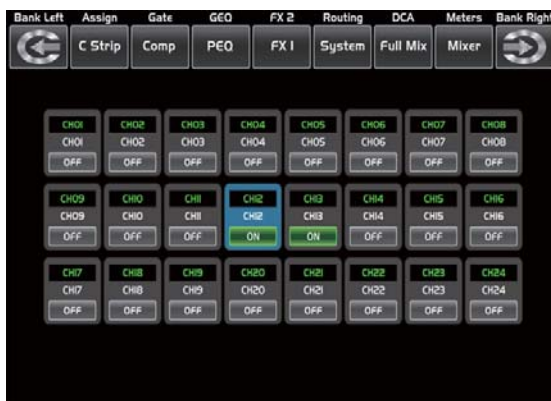 Bank Left Assign Gate GEQ FX 2 Routing DCA Meters Bank Right
C Strip Comp PEQ FX 1 System Full Mix Mixer
CH01 CH02 CH03 CH04 CH05 CH06 CH07 CH08
CH01 CH02 CH03 CH04 CH05 CH06 CH07 CH08
OFF OFF OFF OFF OFF OFF OFF OFF
CH09 CH10 CH11 CH12 CH13 CH14 CH15 CH16
CH09 CH10 CH11 CH12 CH13 CH14 CH15 CH16
OFF OFF OFF ON ON OFF OFF OFF
CH17 CH18 CH19 CH20 CH21 CH22 CH23 CH24
CH17 CH18 CH19 CH20 CH21 CH22 CH23 CH24
OFF OFF OFF OFF OFF OFF OFF OFF